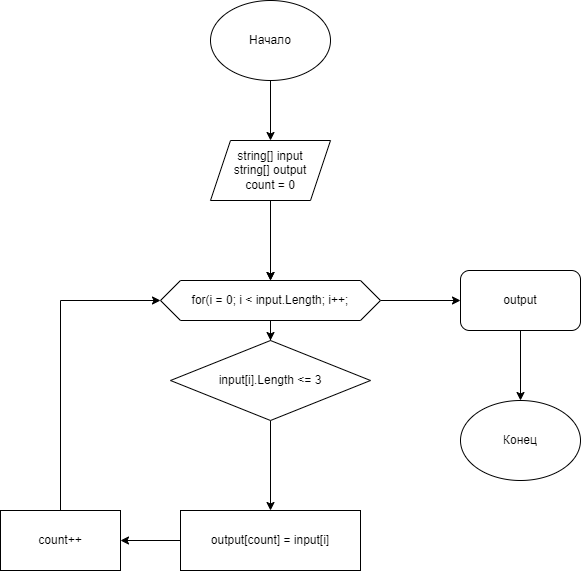 Начало
string[] input
string[] output
count = 0
for(i = 0; i < input.Length; i++;
output
input[i].Length <= 3
Конец
count++
output[count] = input[i]